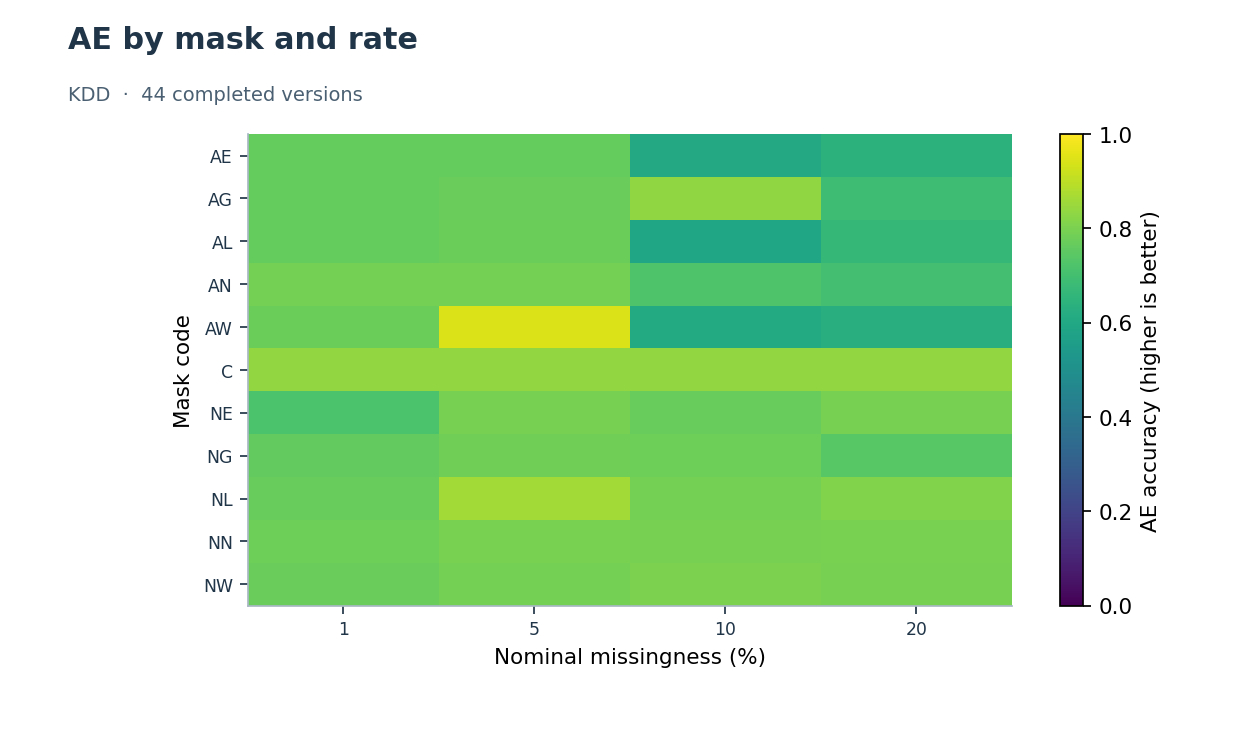 AE by mask and rate
KDD · 44 completed versions
Mask code
AE
AG
AL
AN
AW
C
NE
NG
NL
NN
NW
1 5 10 20
Nominal missingness (%)
1.0
0.8
0.6
0.4
0.2
0.0
AE accuracy (higher is better)